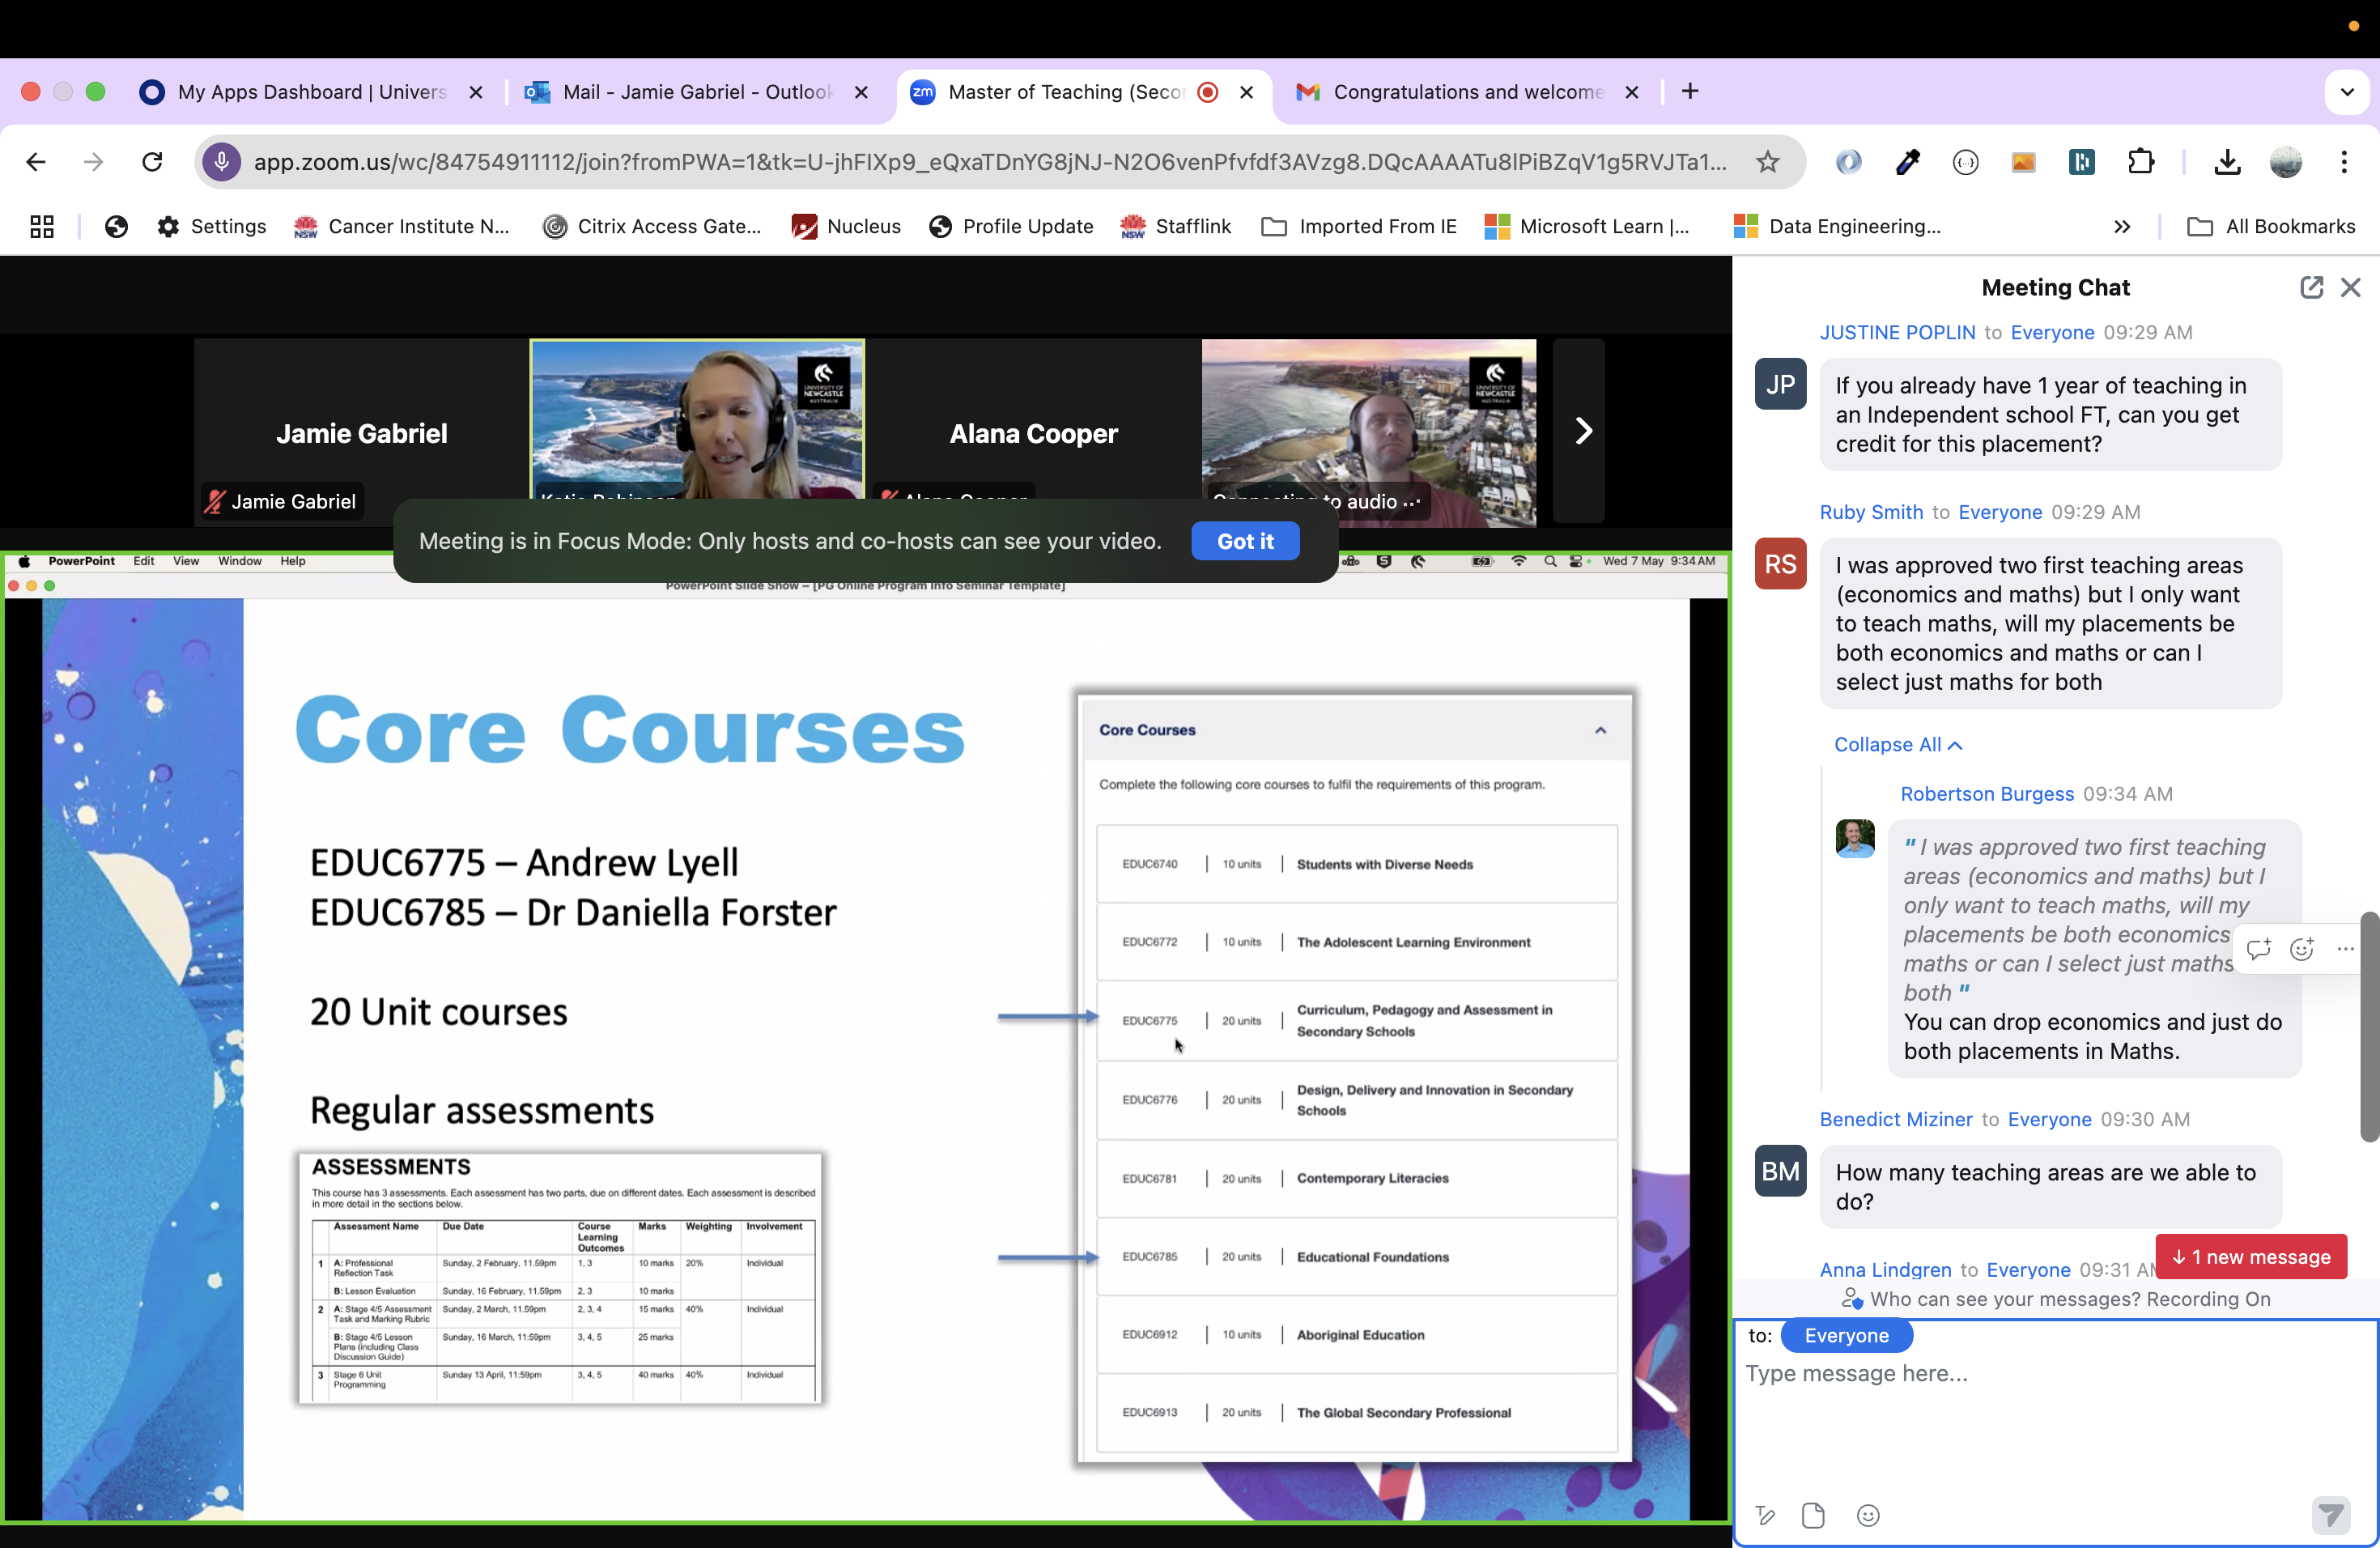 My Apps Dashboard | Univers
Mail - Jamie Gabriel - Outlook
zm
Master of Teaching (Seco
Congratulations and welcome
app.zoom.us/wc/84754911112/join?fromPWA=1&tk=U-jhFIXp9_eQxaTDnYG8jNJ-N2O6venPfvfdf3AVzg8.DQcAAAATu8lPiBZqV1g5RVJTa1...
Settings
Cancer Institute N...
Citrix Access Gate...
Nucleus
Profile Update
Stafflink
Imported From IE
Microsoft Learn |...
Data Engineering...
All Bookmarks
Jamie Gabriel
Jamie Gabriel
UNIVERSITY OF
NEWCASTLE
AUSTRALIA
Katie Robinson
Alana Cooper
Alana Cooper
UNIVERSITY OF
NEWCASTLE
AUSTRALIA
Connecting to audio ...
Meeting is in Focus Mode: Only hosts and co-hosts can see your video.
Got it
PowerPoint Edit View Window Help
Wed 7 May 9:34 AM
PowerPoint Slide Show – [PG Online Program Info Seminar Template]
Core Courses
EDUC6775 – Andrew Lyell
EDUC6785 – Dr Daniella Forster
20 Unit courses
Regular assessments
ASSESSMENTS
This course has 3 assessments. Each assessment has two parts, due on different dates. Each assessment is described
in more detail in the sections below.
Assessment Name Due Date Course Learning Outcomes Marks Weighting Involvement
1 A: Professional Reflection Task Sunday, 2 February, 11.59pm 1, 3 10 marks 20% Individual
B: Lesson Evaluation Sunday, 16 February, 11.59pm 2, 3 10 marks
2 A: Stage 4/5 Assessment Task and Marking Rubric Sunday, 2 March, 11.59pm 2, 3, 4 15 marks 40% Individual
B: Stage 4/5 Lesson Plans (including Class Discussion Guide) Sunday, 16 March, 11:59pm 3, 4, 5 25 marks
3 Stage 6 Unit Programming Sunday 13 April, 11:59pm 3, 4, 5 40 marks 40% Individual
Core Courses
Complete the following core courses to fulfil the requirements of this program.
EDUC6740 | 10 units | Students with Diverse Needs
EDUC6772 | 10 units | The Adolescent Learning Environment
EDUC6775 | 20 units | Curriculum, Pedagogy and Assessment in
Secondary Schools
EDUC6776 | 20 units | Design, Delivery and Innovation in Secondary
Schools
EDUC6781 | 20 units | Contemporary Literacies
EDUC6785 | 20 units | Educational Foundations
EDUC6912 | 10 units | Aboriginal Education
EDUC6913 | 20 units | The Global Secondary Professional
Meeting Chat
JUSTINE POPLIN to Everyone 09:29 AM
JP
If you already have 1 year of teaching in
an Independent school FT, can you get
credit for this placement?
Ruby Smith to Everyone 09:29 AM
RS
I was approved two first teaching areas
(economics and maths) but I only want
to teach maths, will my placements be
both economics and maths or can I
select just maths for both
Collapse All
Robertson Burgess 09:34 AM
" I was approved two first teaching
areas (economics and maths) but I
only want to teach maths, will my
placements be both economics
maths or can I select just maths
both "
You can drop economics and just do
both placements in Maths.
Benedict Miziner to Everyone 09:30 AM
BM
How many teaching areas are we able to
do?
Anna Lindgren to Everyone 09:31 AM
1 new message
Who can see your messages? Recording On
to: Everyone
Type message here...